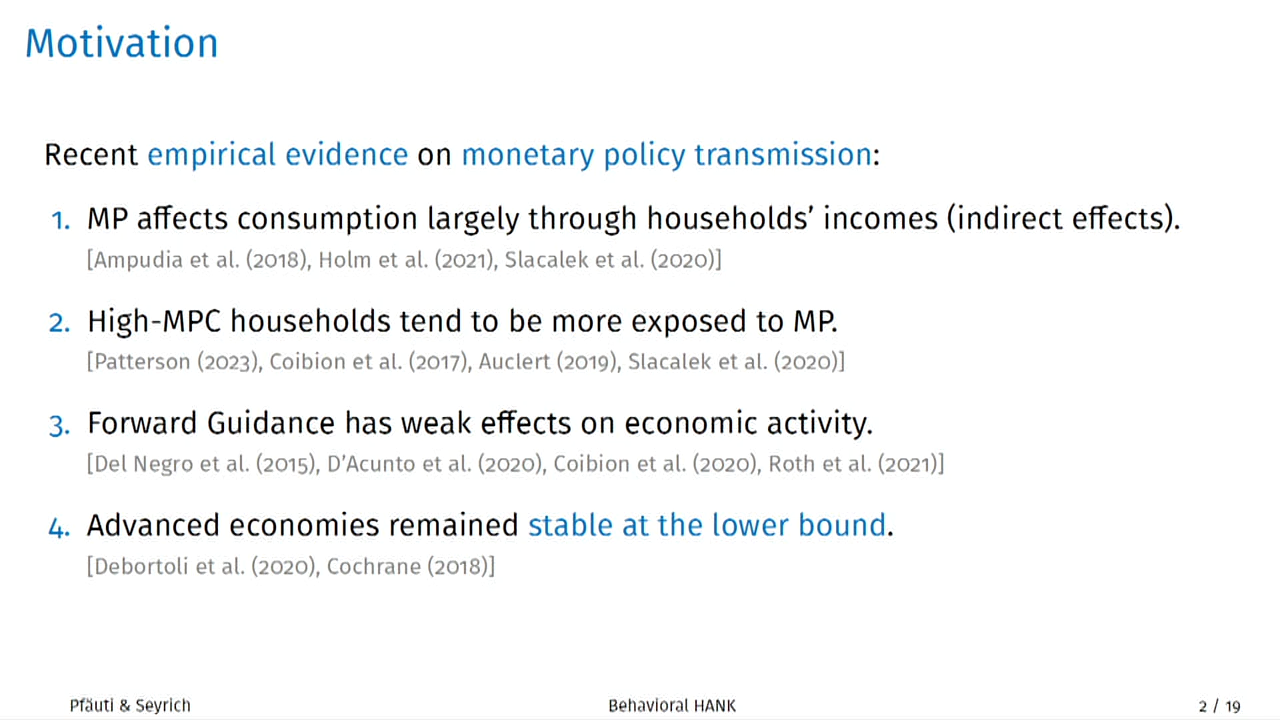 Motivation
Recent empirical evidence on monetary policy transmission:
1. MP affects consumption largely through households’ incomes (indirect effects).
[Ampudia et al. (2018), Holm et al. (2021), Slacalek et al. (2020)]
2. High-MPC households tend to be more exposed to MP.
[Patterson (2023), Coibion et al. (2017), Auclert (2019), Slacalek et al. (2020)]
3. Forward Guidance has weak effects on economic activity.
[Del Negro et al. (2015), D’Acunto et al. (2020), Coibion et al. (2020), Roth et al. (2021)]
4. Advanced economies remained stable at the lower bound.
[Debortoli et al. (2020), Cochrane (2018)]
Pfäuti & Seyrich
Behavioral HANK
2 / 19